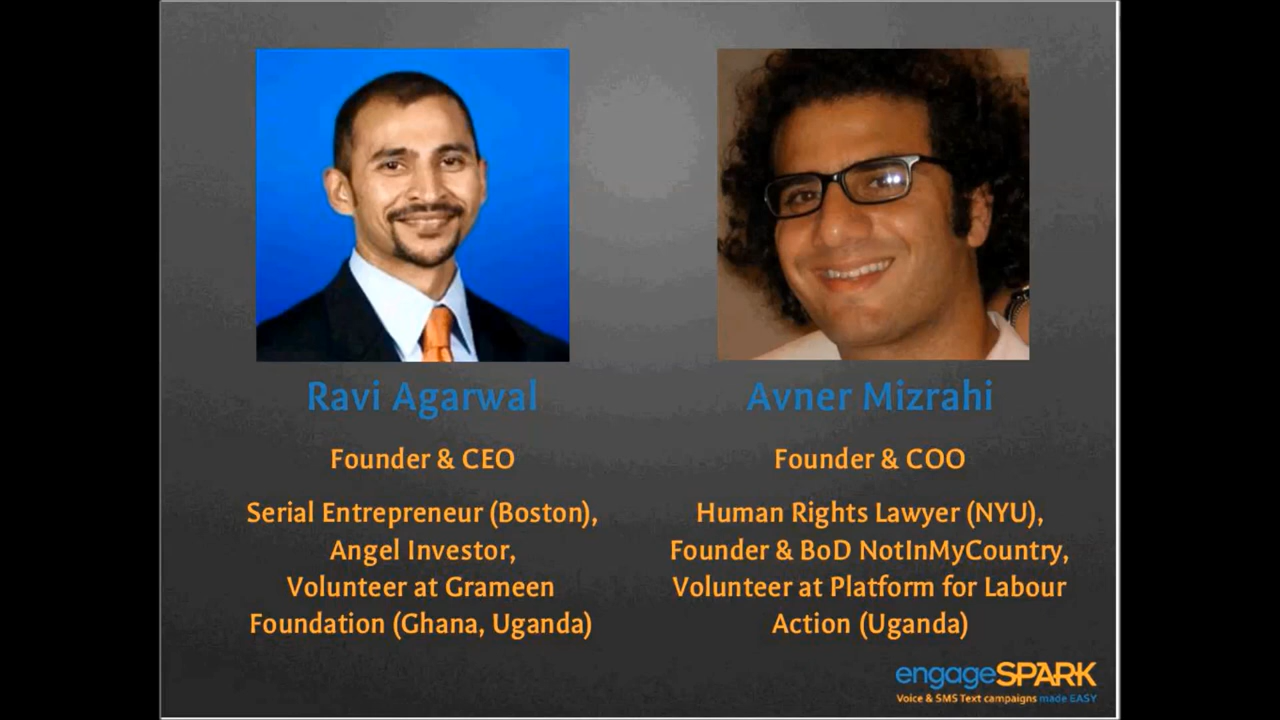 Ravi Agarwal
Founder & CEO
Serial Entrepreneur (Boston),
Angel Investor,
Volunteer at Grameen
Foundation (Ghana, Uganda)
Avner Mizrahi
Founder & COO
Human Rights Lawyer (NYU),
Founder & BoD NotInMyCountry,
Volunteer at Platform for Labour
Action (Uganda)
engageSPARK
Voice & SMS Text campaigns made EASY